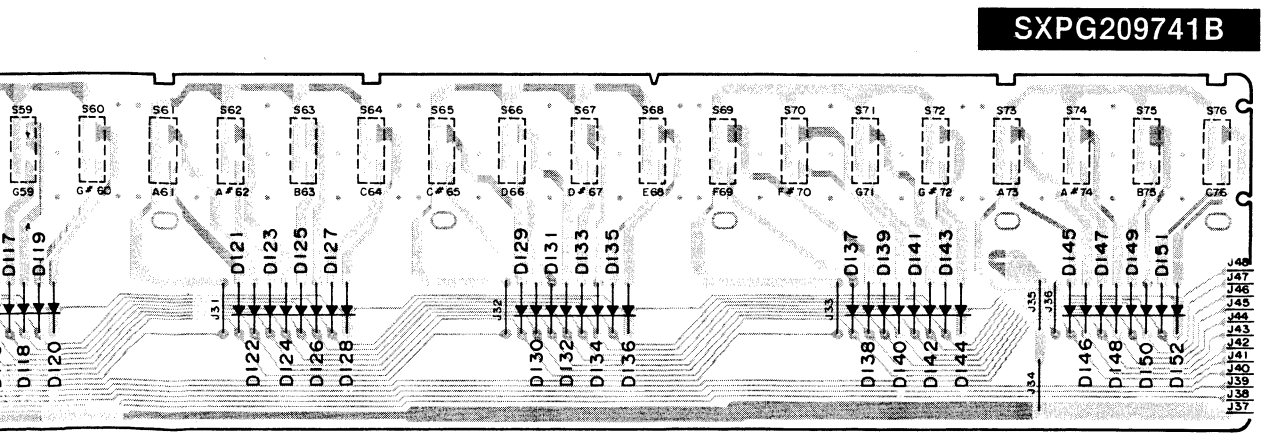 SXPG209741B
S59 S60 S61 S62 S63 S64 S65 S66 S67 S68 S69 S70 S71 S72 S73 S74 S75 S76
G59 G#60 A61 A#62 B63 C64 C#65 D66 D#67 E68 F69 F#70 G71 G#72 A73 A#74 B75 C76
D117 D119 D121 D123 D125 D127 D129 D131 D133 D135 D137 D139 D141 D143 D145 D147 D149 D151
J48
J47
J46
J45
J44
J43
J42
J41
J40
J39
J38
J37
J31 J32 J33 J35 J36
D118 D120 D122 D124 D126 D128 D130 D132 D134 D136 D138 D140 D142 D144 D146 D148 D150 D152
J34